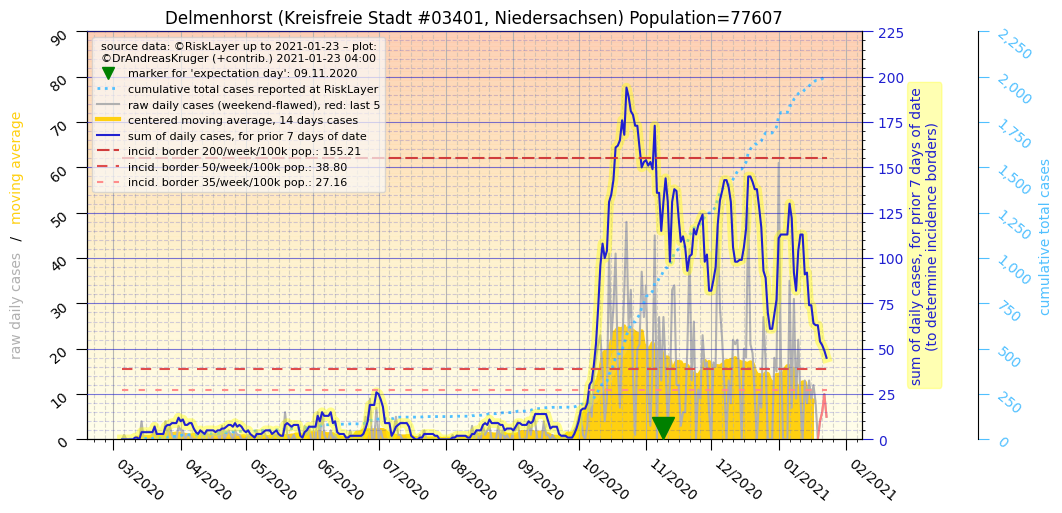 Delmenhorst (Kreisfreie Stadt #03401, Niedersachsen) Population=77607
source data: ©RiskLayer up to 2021-01-23 – plot:
©DrAndreasKruger (+contrib.) 2021-01-23 04:00
marker for 'expectation day': 09.11.2020
cumulative total cases reported at RiskLayer
raw daily cases (weekend-flawed), red: last 5
centered moving average, 14 days cases
sum of daily cases, for prior 7 days of date
incid. border 200/week/100k pop.: 155.21
incid. border 50/week/100k pop.: 38.80
incid. border 35/week/100k pop.: 27.16
raw daily cases / moving average
90
80
70
60
50
40
30
20
10
0
03/2020
04/2020
05/2020
06/2020
07/2020
08/2020
09/2020
10/2020
11/2020
12/2020
01/2021
02/2021
225
200
175
150
125
100
75
50
25
0
sum of daily cases, for prior 7 days of date
(to determine incidence borders)
2,250
2,000
1,750
1,500
1,250
1,000
750
500
250
0
cumulative total cases